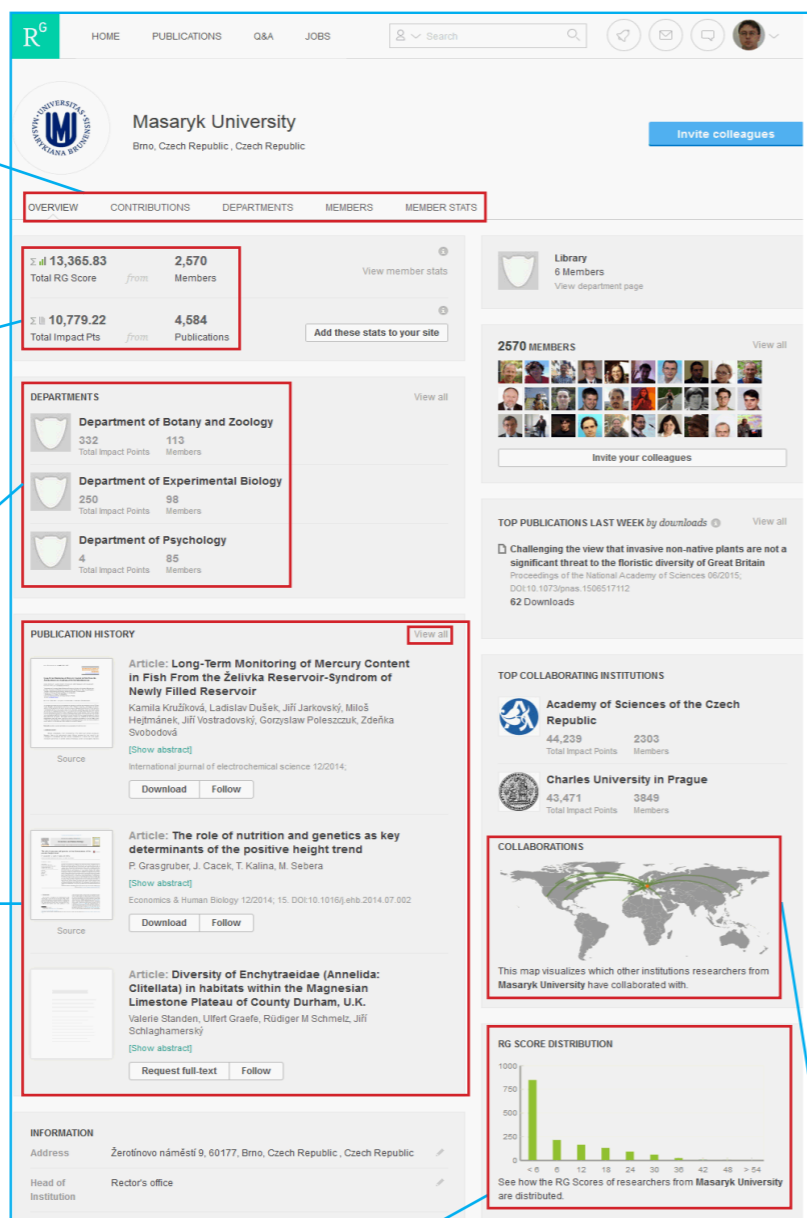 RG
HOME PUBLICATIONS Q&A JOBS Search
UNIVERSITAS MASARYKIANA BRUNENSIS
Masaryk University
Brno, Czech Republic , Czech Republic
Invite colleagues
OVERVIEW CONTRIBUTIONS DEPARTMENTS MEMBERS MEMBER STATS
Σ 13,365.83 2,570
Total RG Score from Members
View member stats
Σ 10,779.22 4,584
Total Impact Pts from Publications
Add these stats to your site
DEPARTMENTS View all
Department of Botany and Zoology
332 113
Total Impact Points Members
Department of Experimental Biology
250 98
Total Impact Points Members
Department of Psychology
4 85
Total Impact Points Members
PUBLICATION HISTORY View all
Article: Long-Term Monitoring of Mercury Content
in Fish From the Želivka Reservoir-Syndrom of
Newly Filled Reservoir
Kamila Kružíková, Ladislav Dušek, Jiří Jarkovský, Miloš
Hejtmánek, Jiří Vostradovský, Gorzyslaw Poleszczuk, Zdeňka
Svobodová
[Show abstract]
Source
International journal of electrochemical science 12/2014;
Download Follow
Article: The role of nutrition and genetics as key
determinants of the positive height trend
P. Grasgruber, J. Cacek, T. Kalina, M. Sebera
[Show abstract]
Economics & Human Biology 12/2014; 15. DOI:10.1016/j.ehb.2014.07.002
Source
Download Follow
Article: Diversity of Enchytraeidae (Annelida:
Clitellata) in habitats within the Magnesian
Limestone Plateau of County Durham, U.K.
Valerie Standen, Ulfert Graefe, Rüdiger M Schmelz, Jiří
Schlaghamerský
[Show abstract]
Request full-text Follow
INFORMATION
Address Žerotínovo náměstí 9, 60177, Brno, Czech Republic , Czech Republic
Head of
Institution
Rector's office
Library
6 Members
View department page
2570 MEMBERS View all
Invite your colleagues
TOP PUBLICATIONS LAST WEEK by downloads View all
Challenging the view that invasive non-native plants are not a
significant threat to the floristic diversity of Great Britain
Proceedings of the National Academy of Sciences 06/2015;
DOI:10.1073/pnas.1506517112
62 Downloads
TOP COLLABORATING INSTITUTIONS
Academy of Sciences of the Czech
Republic
44,239 2303
Total Impact Points Members
Charles University in Prague
43,471 3849
Total Impact Points Members
COLLABORATIONS
This map visualizes which other institutions researchers from
Masaryk University have collaborated with.
RG SCORE DISTRIBUTION
1000
750
500
250
0
< 6 6 12 18 24 30 36 42 48 > 54
See how the RG Scores of researchers from Masaryk University
are distributed.